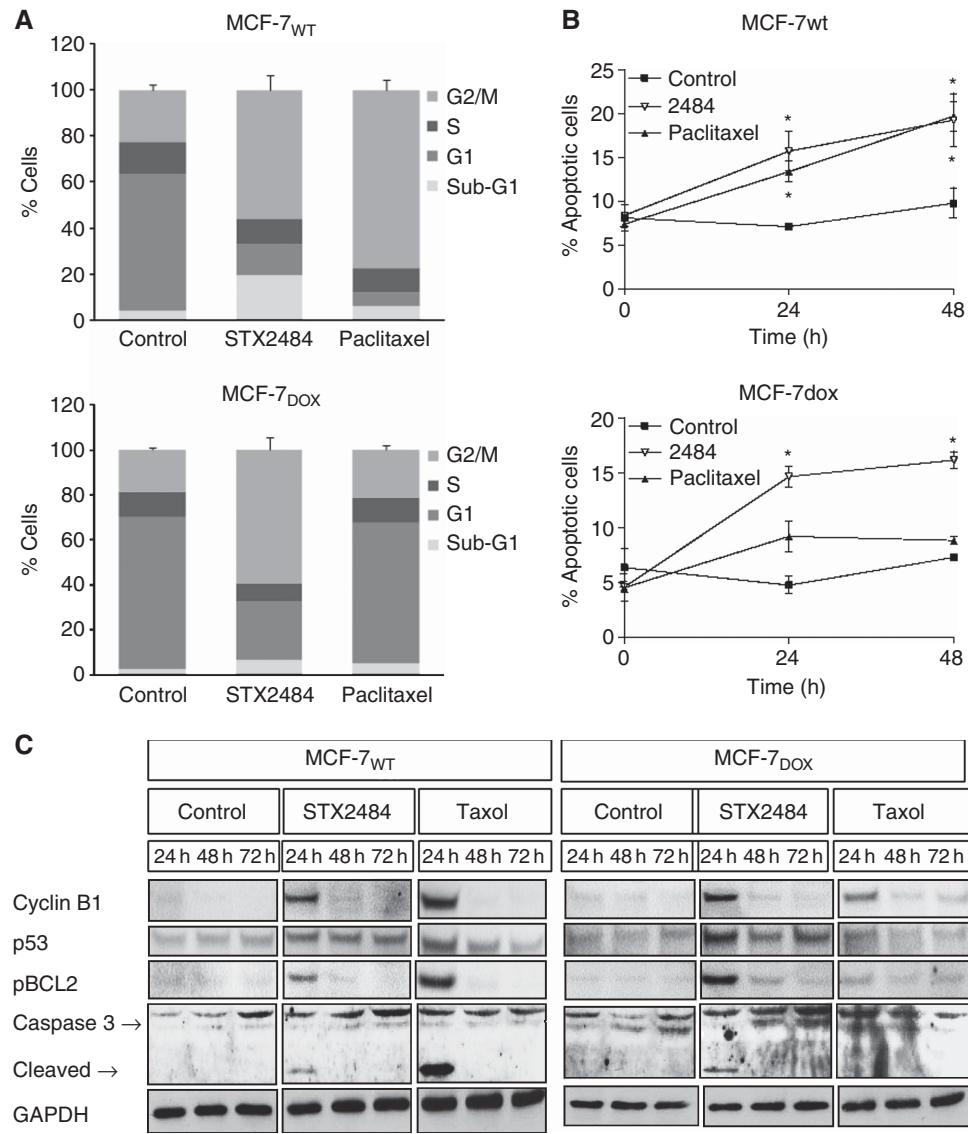 A
MCF-7WT
120
100
80
60
40
20
0
% Cells
G2/M
S
G1
Sub-G1
Control STX2484 Paclitaxel
MCF-7DOX
120
100
80
60
40
20
0
% Cells
G2/M
S
G1
Sub-G1
Control STX2484 Paclitaxel
B
MCF-7wt
25
20
15
10
5
0
% Apoptotic cells
Control
2484
Paclitaxel
*
*
*
*
0 24 48
Time (h)
MCF-7dox
20
15
10
5
0
% Apoptotic cells
Control
2484
Paclitaxel
*
*
0 24 48
Time (h)
C
MCF-7WT MCF-7DOX
Control STX2484 Taxol Control STX2484 Taxol
24 h 48 h 72 h 24 h 48 h 72 h 24 h 48 h 72 h 24 h 48 h 72 h 24 h 48 h 72 h 24 h 48 h 72 h
Cyclin B1
p53
pBCL2
Caspase 3 →
Cleaved →
GAPDH